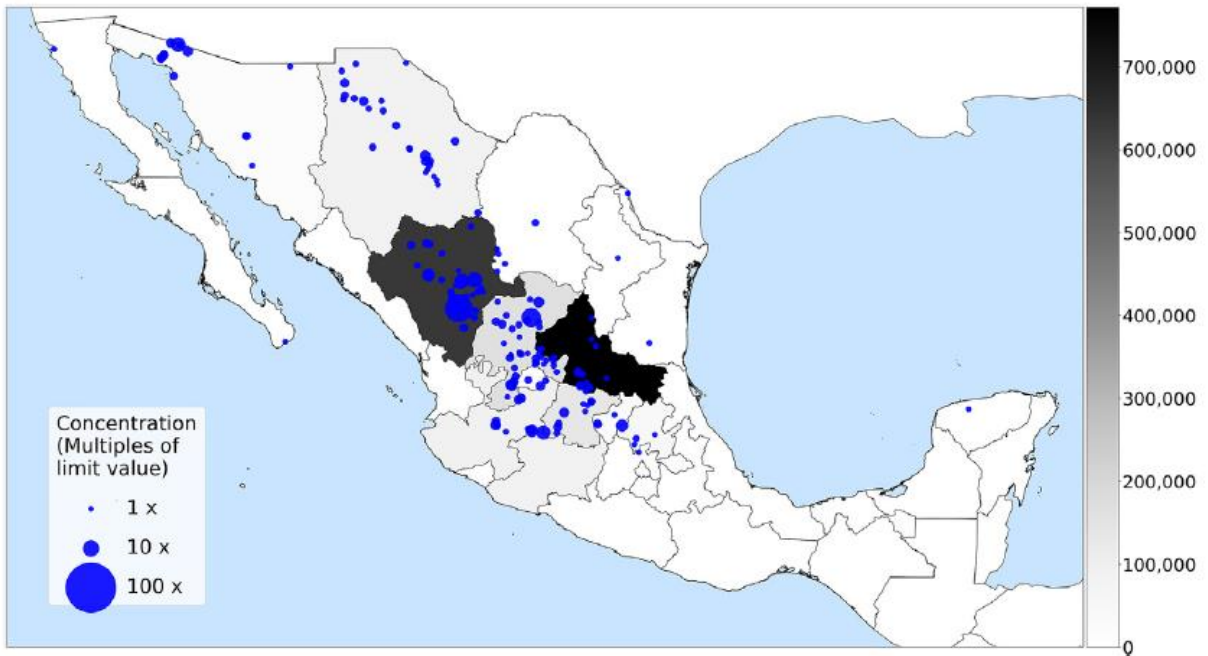 Concentration
(Multiples of
limit value)
1 x
10 x
100 x
700,000
600,000
500,000
400,000
300,000
200,000
100,000
0